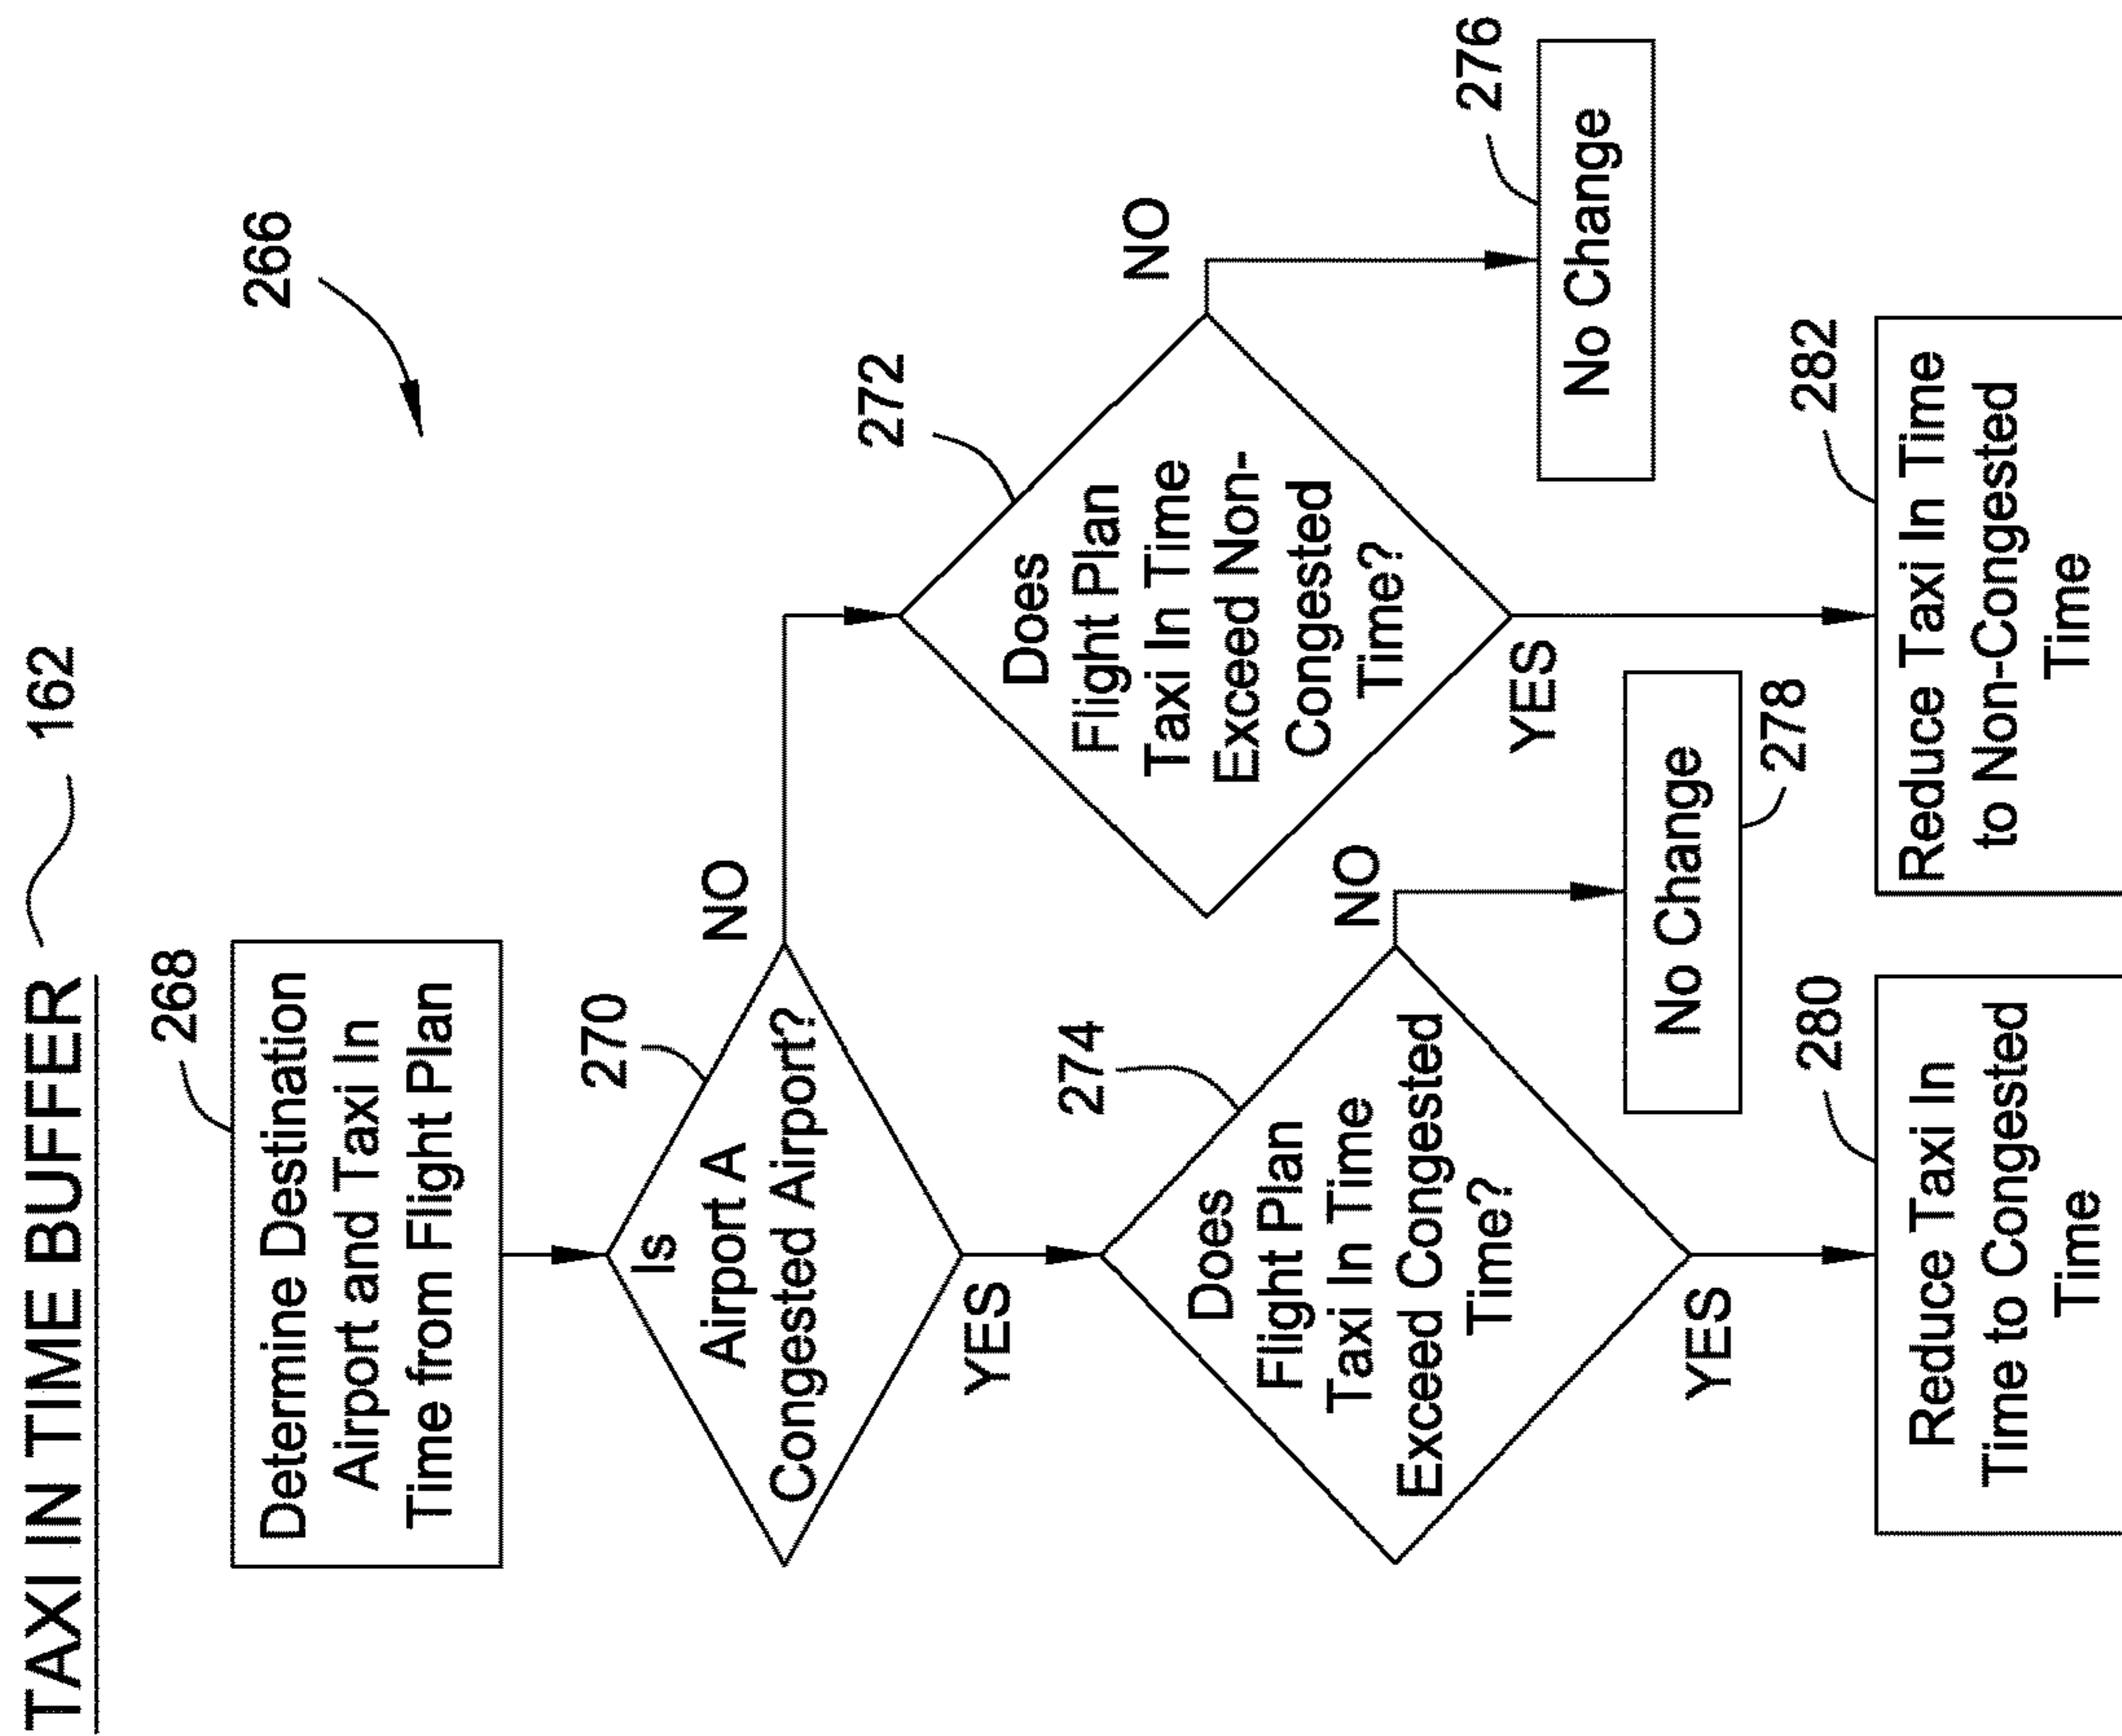 TAXI IN TIME BUFFER 162
266
268
Determine Destination
Airport and Taxi In
Time from Flight Plan
270
Is
Airport A
Congested Airport?
NO
YES
272
Does
Flight Plan
Taxi In Time
Exceed Non-
Congested
Time?
NO
YES
276
No Change
274
Does
Flight Plan
Taxi In Time
Exceed Congested
Time?
NO
YES
No Change
278
280
Reduce Taxi In
Time to Congested
Time
282
Reduce Taxi In Time
to Non-Congested
Time